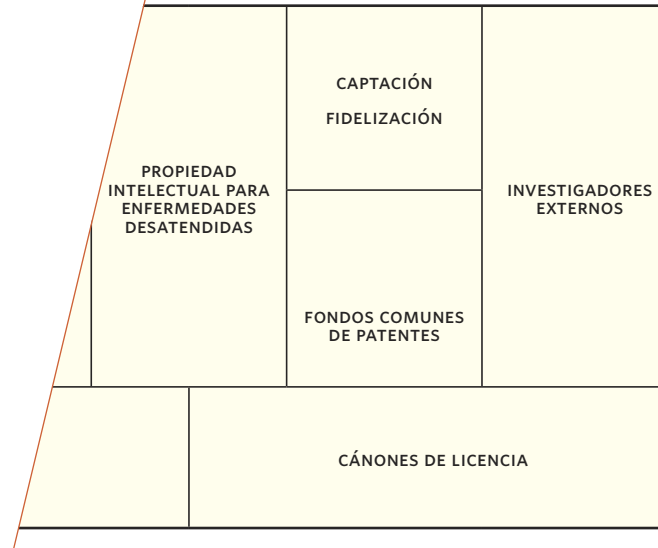 PROPIEDAD
INTELECTUAL PARA
ENFERMEDADES
DESATENDIDAS
CAPTACIÓN
FIDELIZACIÓN
FONDOS COMUNES
DE PATENTES
INVESTIGADORES
EXTERNOS
CÁNONES DE LICENCIA